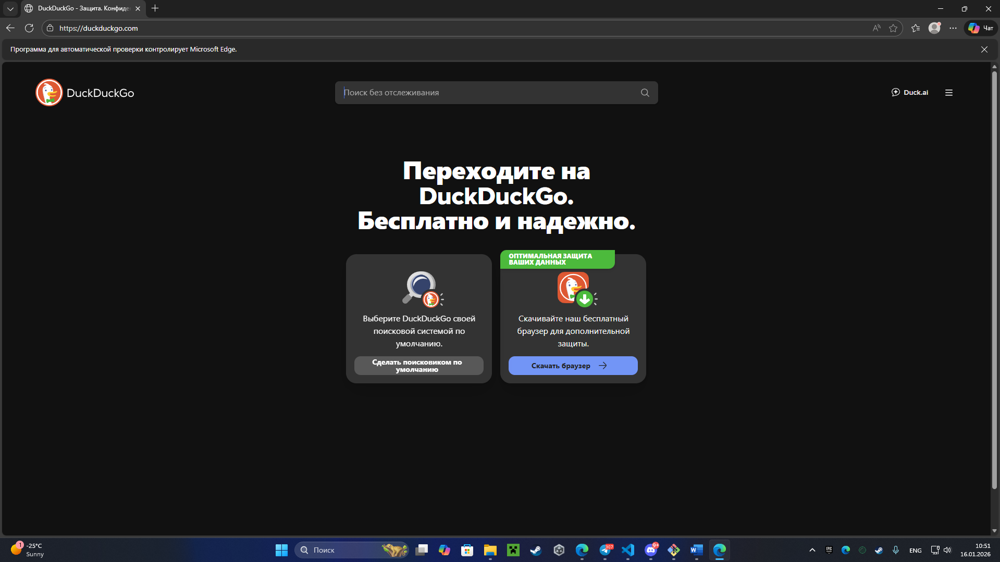 DuckDuckGo - Защита. Конфиде
https://duckduckgo.com
Чат
Программа для автоматической проверки контролирует Microsoft Edge.
DuckDuckGo
Поиск без отслеживания
Duck.ai
Переходите на
DuckDuckGo.
Бесплатно и надежно.
Выберите DuckDuckGo своей
поисковой системой по
умолчанию.
Сделать поисковиком по
умолчанию
ОПТИМАЛЬНАЯ ЗАЩИТА
ВАШИХ ДАННЫХ
Скачивайте наш бесплатный
браузер для дополнительной
защиты.
Скачать браузер
1
-25°C
Sunny
Поиск
307
9+
W
EPIC
ENG
10:51
16.01.2026